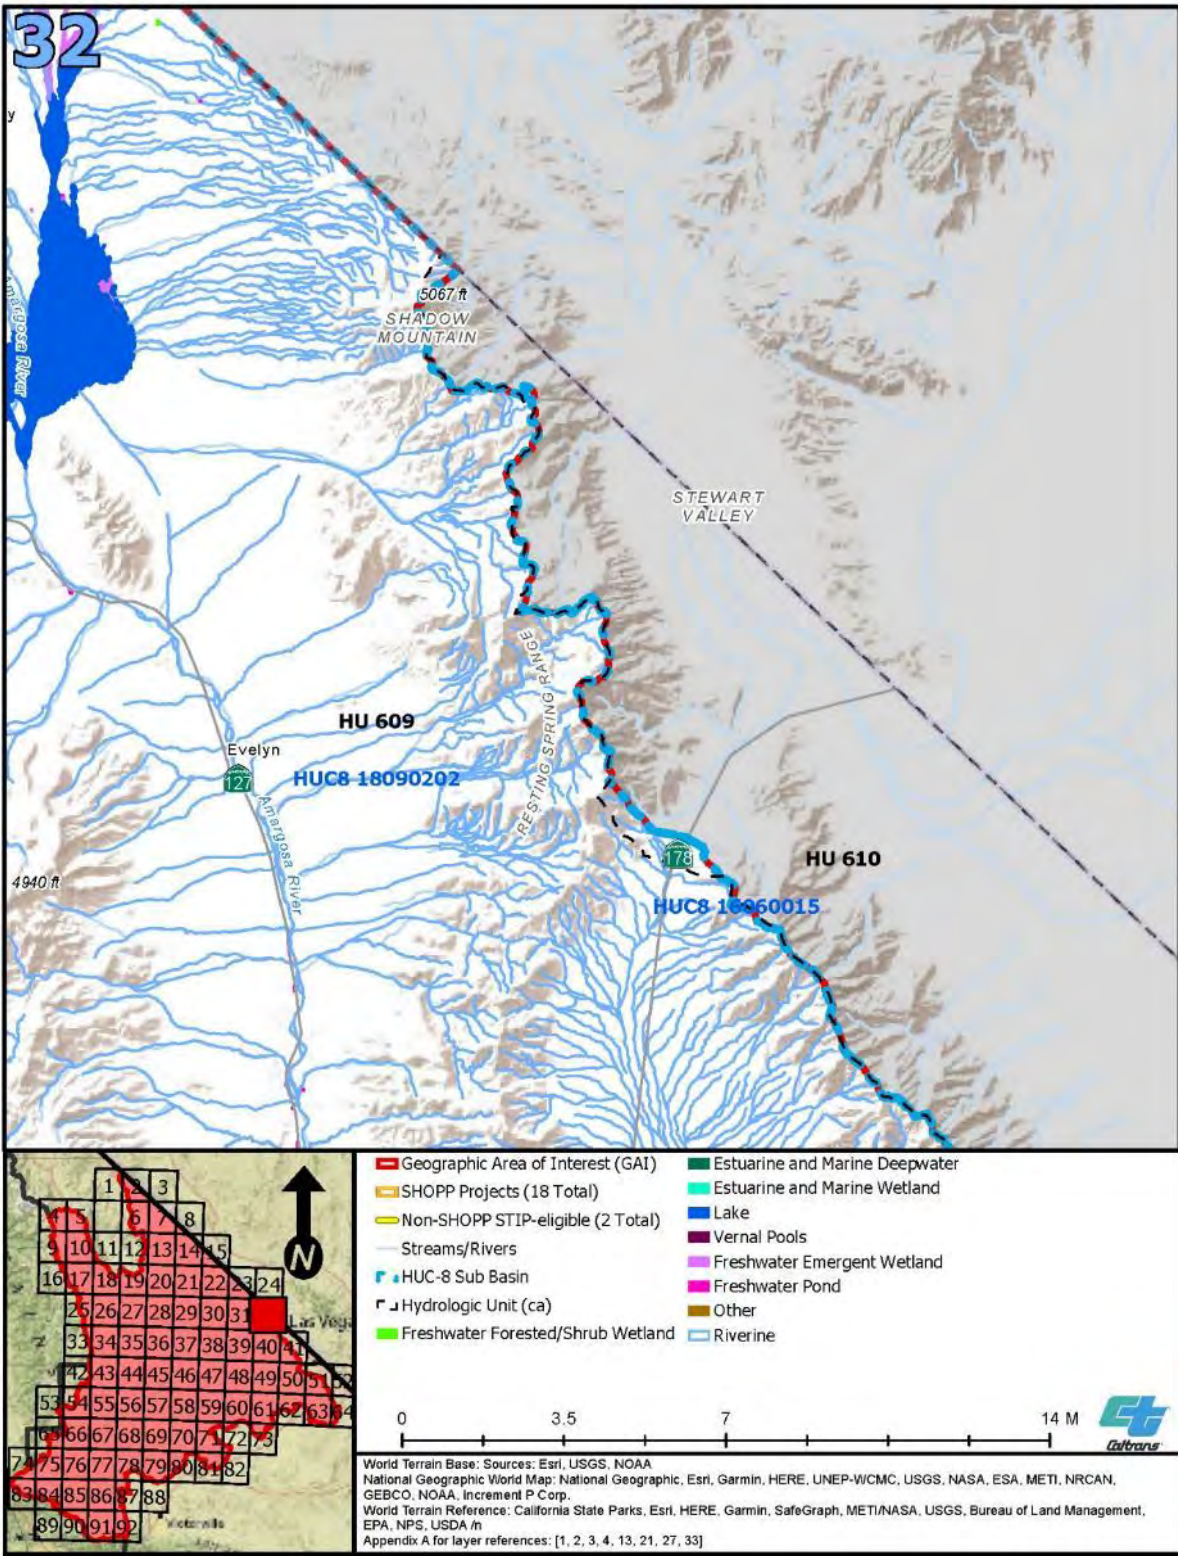 32
y
Amargosa River
5067 ft
SHADOW
MOUNTAIN
STEWART
VALLEY
RESTING SPRING RANGE
HU 609
Evelyn
HUC8 18090202
127
Amargosa River
HU 610
178
4940 ft
HUC8 16060015
1 2 3
4 5 6 7 8
9 10 11 12 13 14 15
16 17 18 19 20 21 22 23 24
25 26 27 28 29 30 31
Las Vega
33 34 35 36 37 38 39 40 41
42 43 44 45 46 47 48 49 50 51 52
53 54 55 56 57 58 59 60 61 62 63 64
65 66 67 68 69 70 71 72 73
74 75 76 77 78 79 80 81 82
83 84 85 86 87 88
Victorville
89 90 91 92
N
Geographic Area of Interest (GAI)
SHOPP Projects (18 Total)
Non-SHOPP STIP-eligible (2 Total)
Streams/Rivers
HUC-8 Sub Basin
Hydrologic Unit (ca)
Freshwater Forested/Shrub Wetland
Estuarine and Marine Deepwater
Estuarine and Marine Wetland
Lake
Vernal Pools
Freshwater Emergent Wetland
Freshwater Pond
Other
Riverine
0 3.5 7 14 M
Caltrans
World Terrain Base: Sources: Esri, USGS, NOAA
National Geographic World Map: National Geographic, Esri, Garmin, HERE, UNEP-WCMC, USGS, NASA, ESA, METI, NRCAN,
GEBCO, NOAA, increment P Corp.
World Terrain Reference: California State Parks, Esri, HERE, Garmin, SafeGraph, METI/NASA, USGS, Bureau of Land Management,
EPA, NPS, USDA /n
Appendix A for layer references: [1, 2, 3, 4, 13, 21, 27, 33]